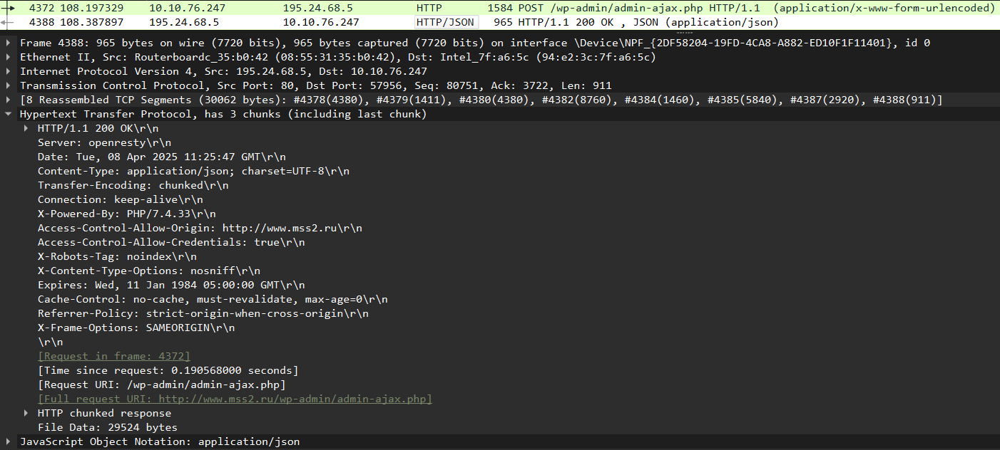 4372 108.197329 10.10.76.247 195.24.68.5 HTTP 1584 POST /wp-admin/admin-ajax.php HTTP/1.1 (application/x-www-form-urlencoded)
4388 108.387897 195.24.68.5 10.10.76.247 HTTP/JSON 965 HTTP/1.1 200 OK , JSON (application/json)
Frame 4388: 965 bytes on wire (7720 bits), 965 bytes captured (7720 bits) on interface \Device\NPF_{2DF58204-19FD-4CA8-A882-ED10F1F11401}, id 0
Ethernet II, Src: Routerboardc_35:b0:42 (08:55:31:35:b0:42), Dst: Intel_7f:a6:5c (94:e2:3c:7f:a6:5c)
Internet Protocol Version 4, Src: 195.24.68.5, Dst: 10.10.76.247
Transmission Control Protocol, Src Port: 80, Dst Port: 57956, Seq: 80751, Ack: 3722, Len: 911
[8 Reassembled TCP Segments (30062 bytes): #4378(4380), #4379(1411), #4380(4380), #4382(8760), #4384(1460), #4385(5840), #4387(2920), #4388(911)]
Hypertext Transfer Protocol, has 3 chunks (including last chunk)
HTTP/1.1 200 OK\r\n
Server: openresty\r\n
Date: Tue, 08 Apr 2025 11:25:47 GMT\r\n
Content-Type: application/json; charset=UTF-8\r\n
Transfer-Encoding: chunked\r\n
Connection: keep-alive\r\n
X-Powered-By: PHP/7.4.33\r\n
Access-Control-Allow-Origin: http://www.mss2.ru\r\n
Access-Control-Allow-Credentials: true\r\n
X-Robots-Tag: noindex\r\n
X-Content-Type-Options: nosniff\r\n
Expires: Wed, 11 Jan 1984 05:00:00 GMT\r\n
Cache-Control: no-cache, must-revalidate, max-age=0\r\n
Referrer-Policy: strict-origin-when-cross-origin\r\n
X-Frame-Options: SAMEORIGIN\r\n
\r\n
[Request in frame: 4372]
[Time since request: 0.190568000 seconds]
[Request URI: /wp-admin/admin-ajax.php]
[Full request URI: http://www.mss2.ru/wp-admin/admin-ajax.php]
HTTP chunked response
File Data: 29524 bytes
JavaScript Object Notation: application/json